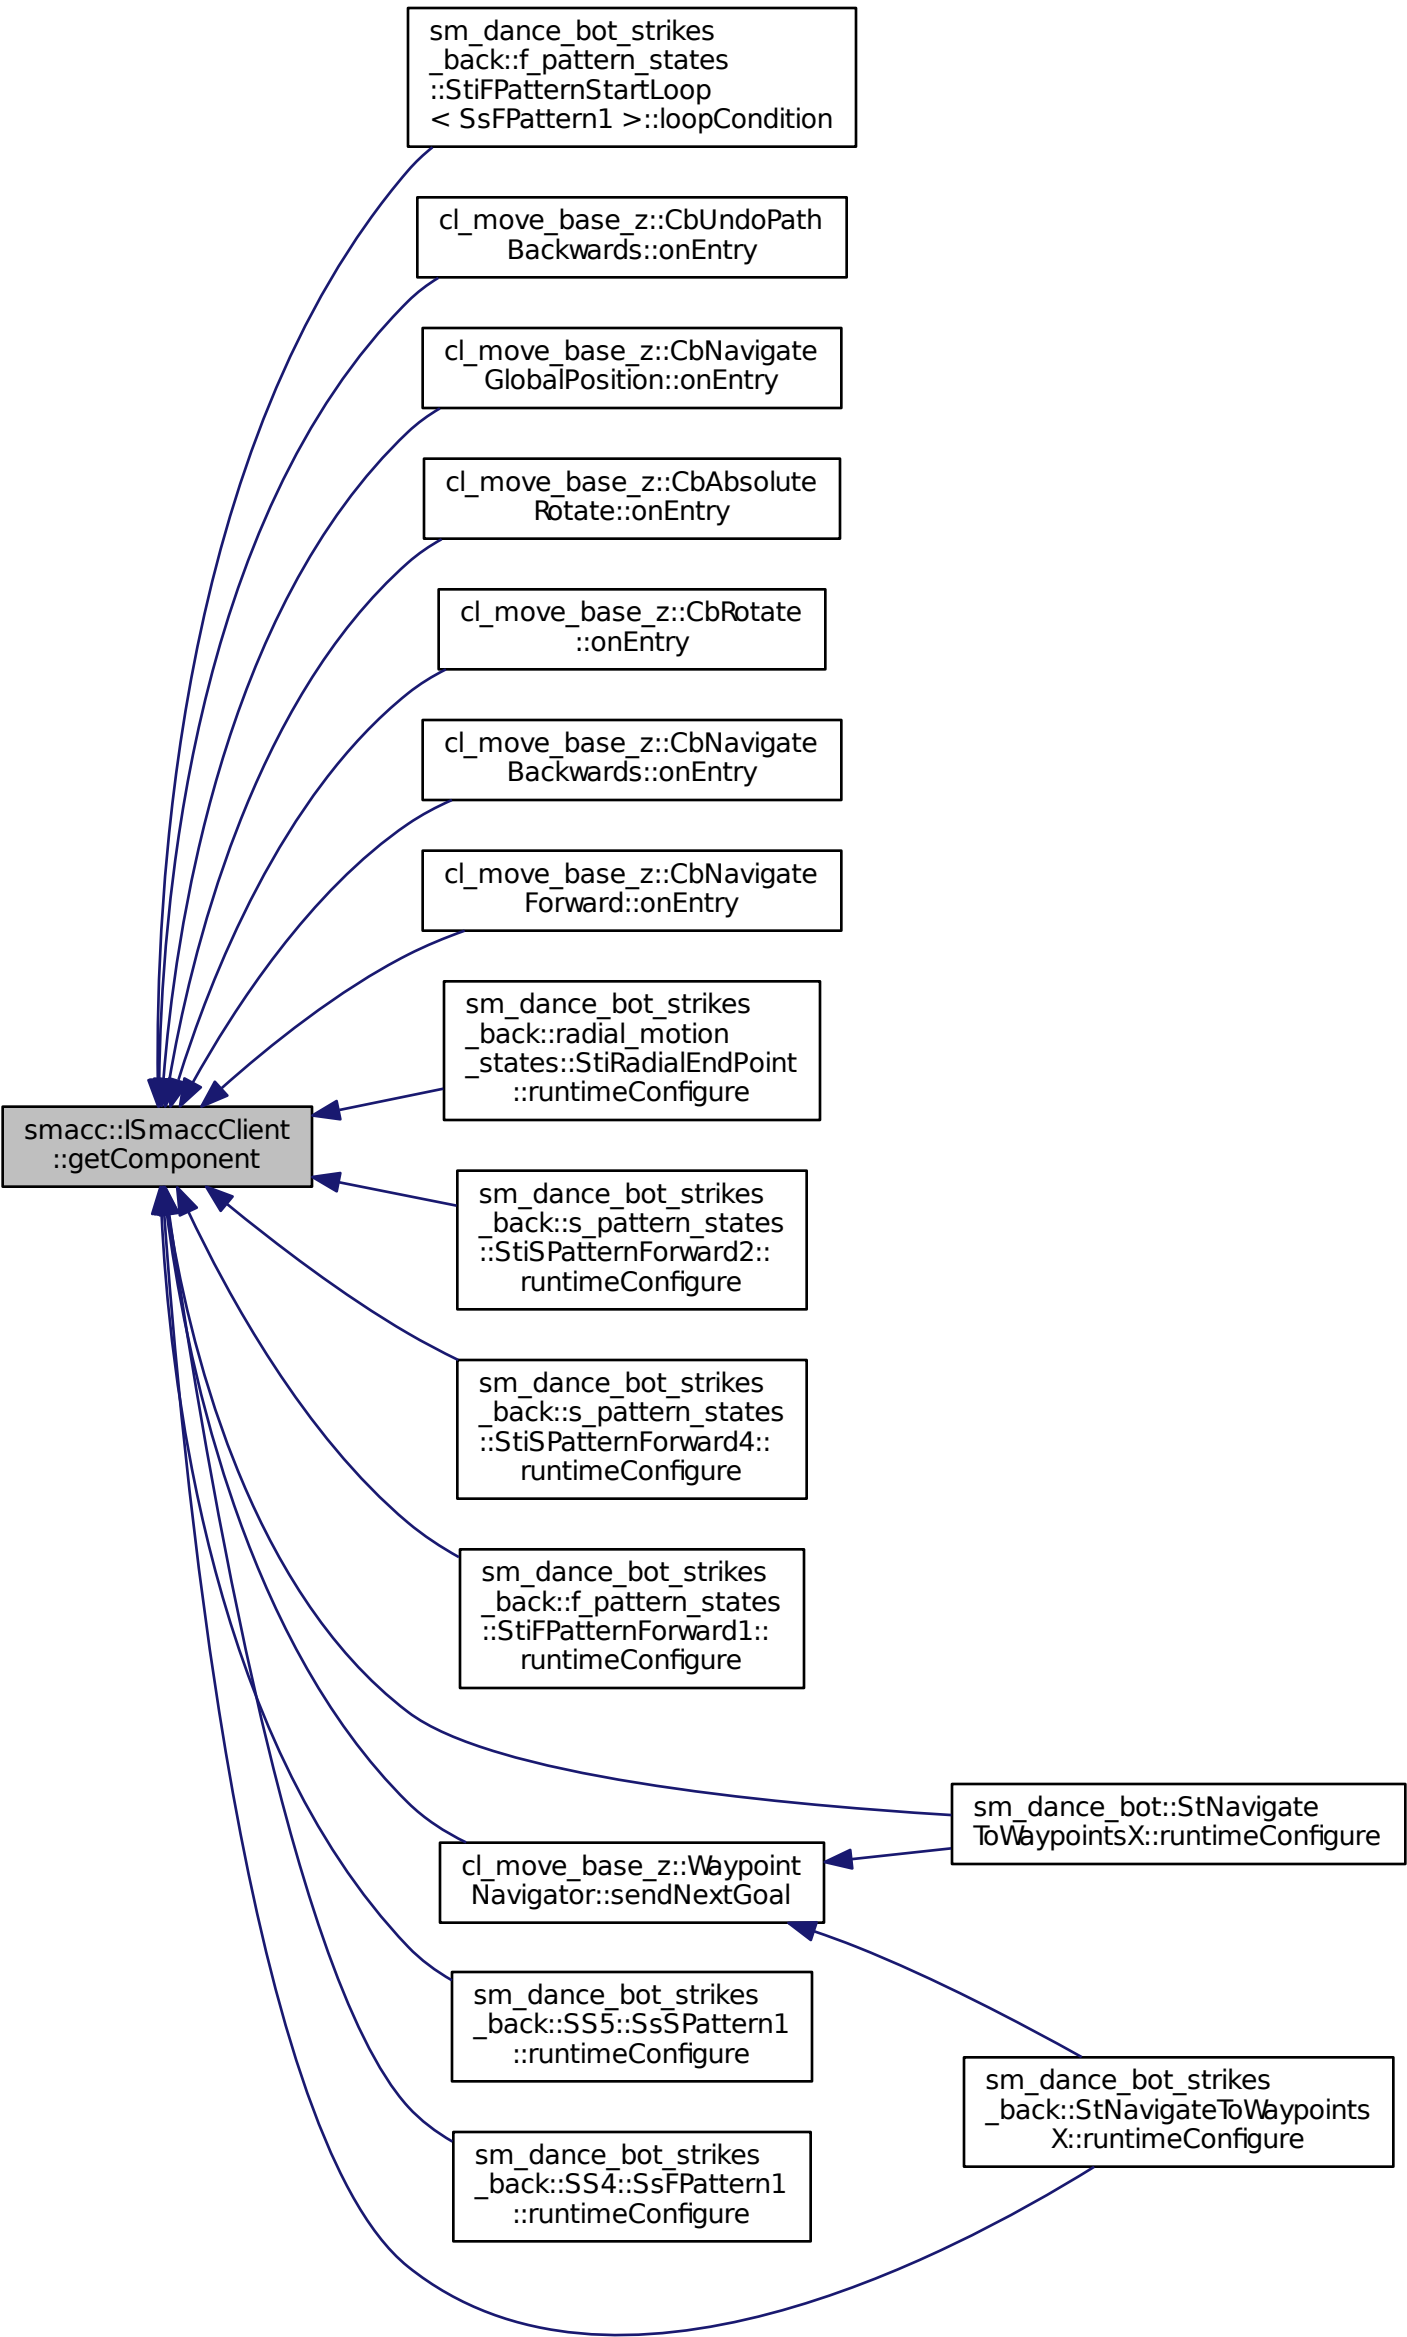 sm_dance_bot_strikes
_back::f_pattern_states
::StiFPatternStartLoop
< SsFPattern1 >::loopCondition
cl_move_base_z::CbUndoPath
Backwards::onEntry
cl_move_base_z::CbNavigate
GlobalPosition::onEntry
cl_move_base_z::CbAbsolute
Rotate::onEntry
cl_move_base_z::CbRotate
::onEntry
cl_move_base_z::CbNavigate
Backwards::onEntry
cl_move_base_z::CbNavigate
Forward::onEntry
sm_dance_bot_strikes
_back::radial_motion
_states::StiRadialEndPoint
::runtimeConfigure
smacc::ISmaccClient
::getComponent
sm_dance_bot_strikes
_back::s_pattern_states
::StiSPatternForward2::
runtimeConfigure
sm_dance_bot_strikes
_back::s_pattern_states
::StiSPatternForward4::
runtimeConfigure
sm_dance_bot_strikes
_back::f_pattern_states
::StiFPatternForward1::
runtimeConfigure
sm_dance_bot::StNavigate
ToWaypointsX::runtimeConfigure
cl_move_base_z::Waypoint
Navigator::sendNextGoal
sm_dance_bot_strikes
_back::SS5::SsSPattern1
::runtimeConfigure
sm_dance_bot_strikes
_back::StNavigateToWaypoints
X::runtimeConfigure
sm_dance_bot_strikes
_back::SS4::SsFPattern1
::runtimeConfigure